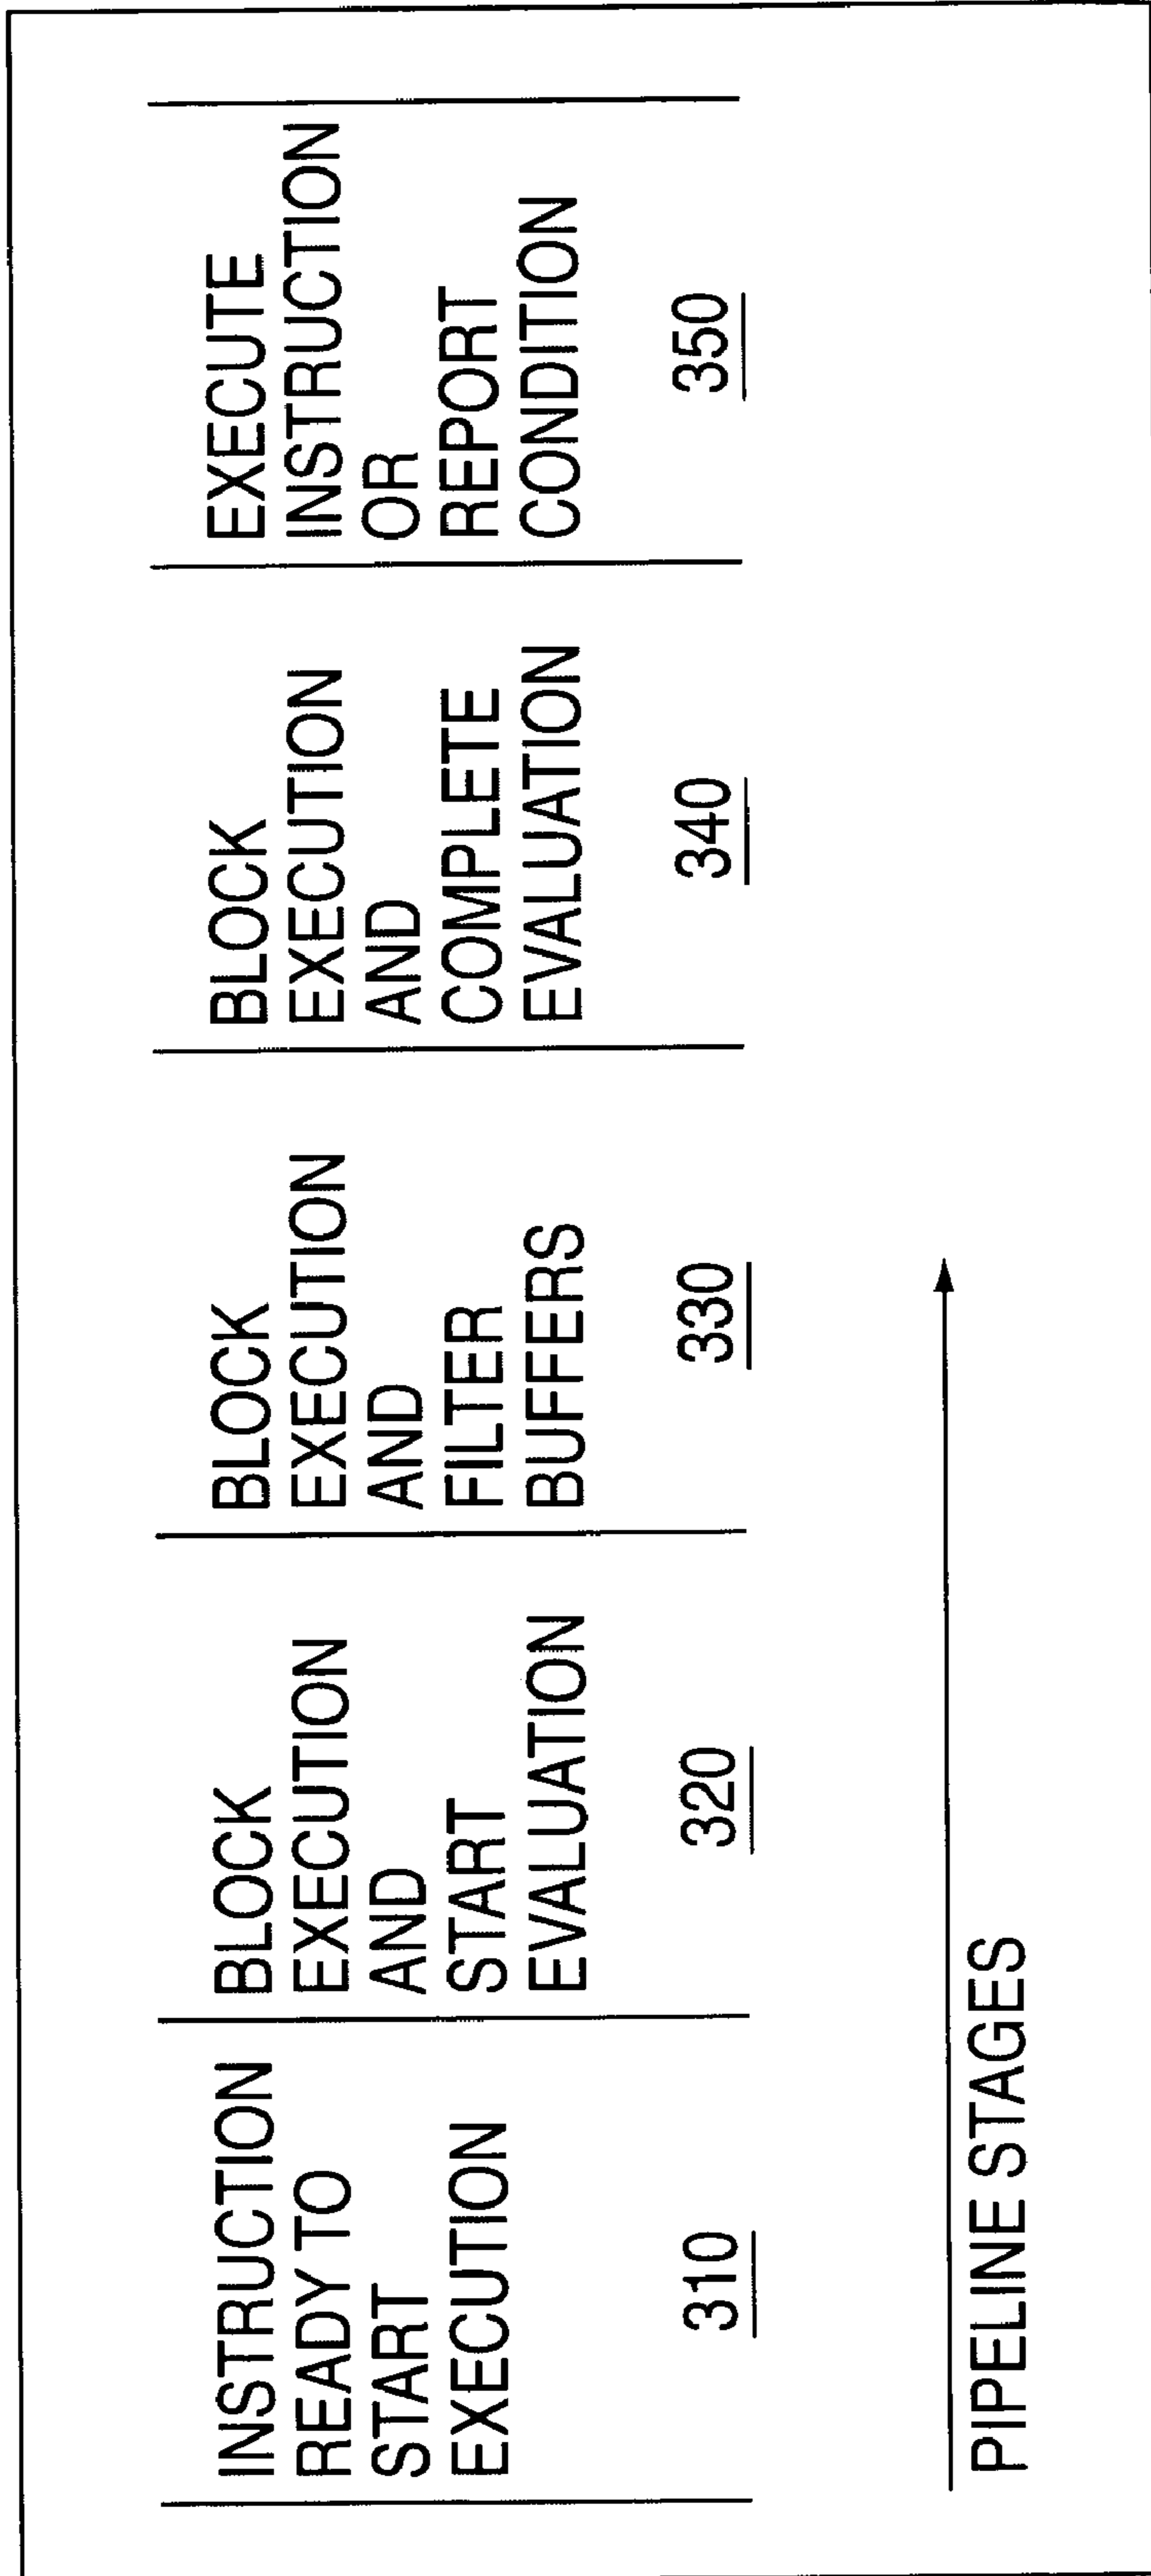 INSTRUCTION
READY TO
START
EXECUTION
310
BLOCK
EXECUTION
AND
START
EVALUATION
320
BLOCK
EXECUTION
AND
FILTER
BUFFERS
330
BLOCK
EXECUTION
AND
COMPLETE
EVALUATION
340
EXECUTE
INSTRUCTION
OR
REPORT
CONDITION
350
PIPELINE STAGES